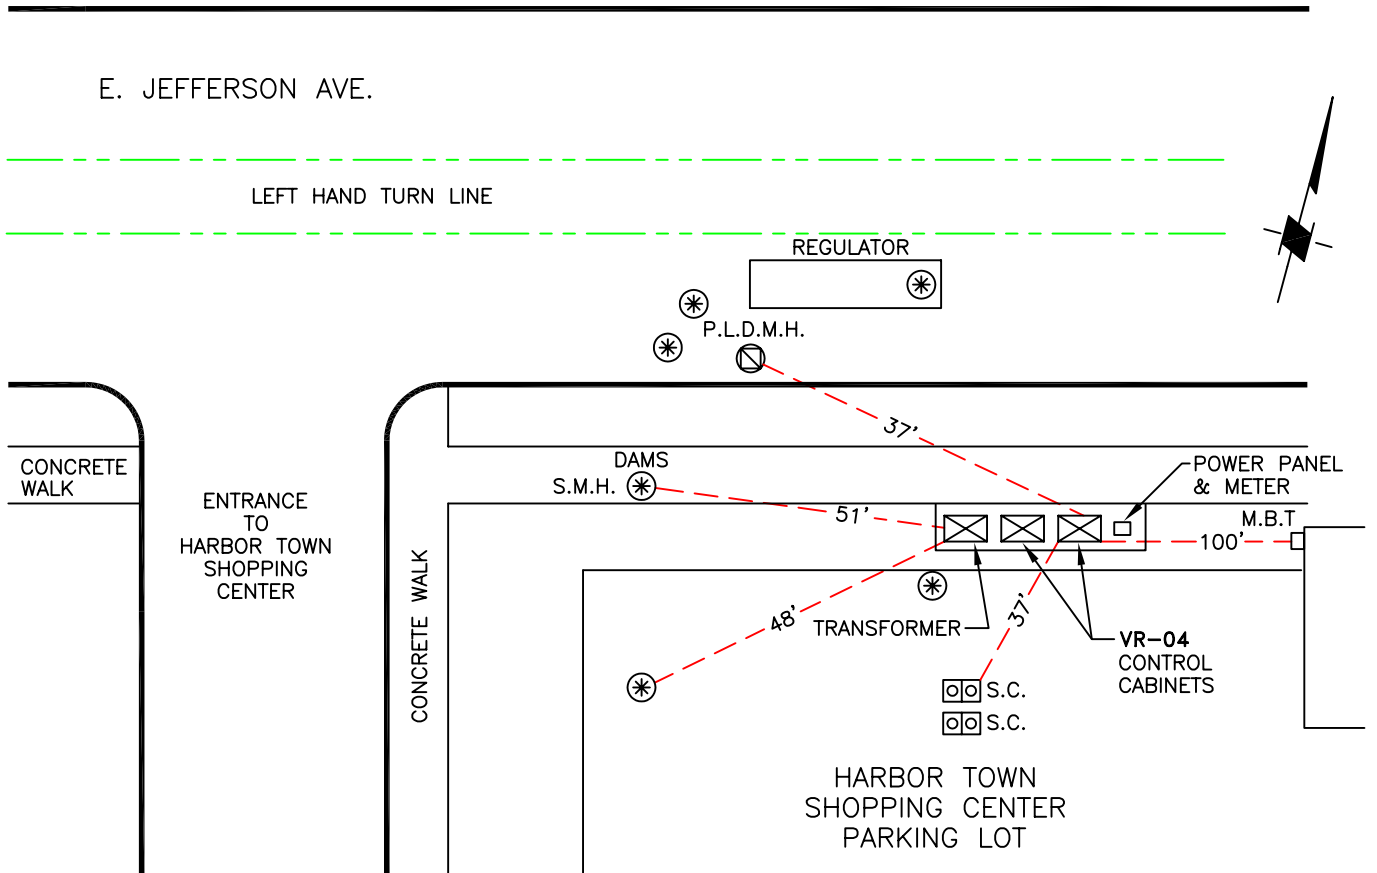 E. JEFFERSON AVE.
LEFT HAND TURN LINE
REGULATOR
P.L.D.M.H.
37'
CONCRETE
WALK
ENTRANCE
TO
HARBOR TOWN
SHOPPING
CENTER
CONCRETE WALK
DAMS
S.M.H.
51'
POWER PANEL
& METER
M.B.T
100'
48'
TRANSFORMER
37'
VR-04
CONTROL
CABINETS
S.C.
S.C.
HARBOR TOWN
SHOPPING CENTER
PARKING LOT